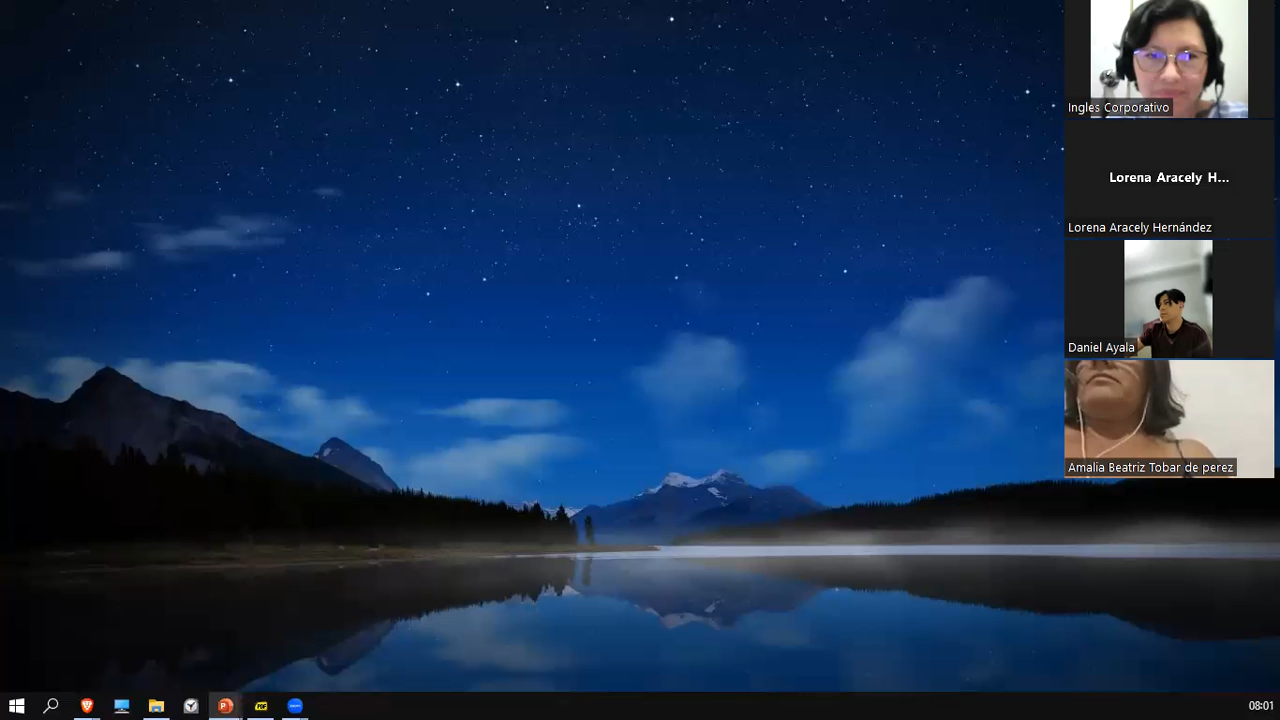 Ingles Corporativo
Lorena Aracely H...
Lorena Aracely Hernández
Daniel Ayala
Amalia Beatriz Tobar de perez
08:01